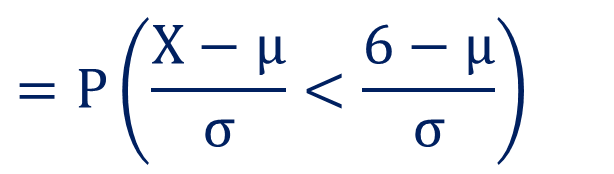 = P((X − μ)/σ < (6 − μ)/σ)